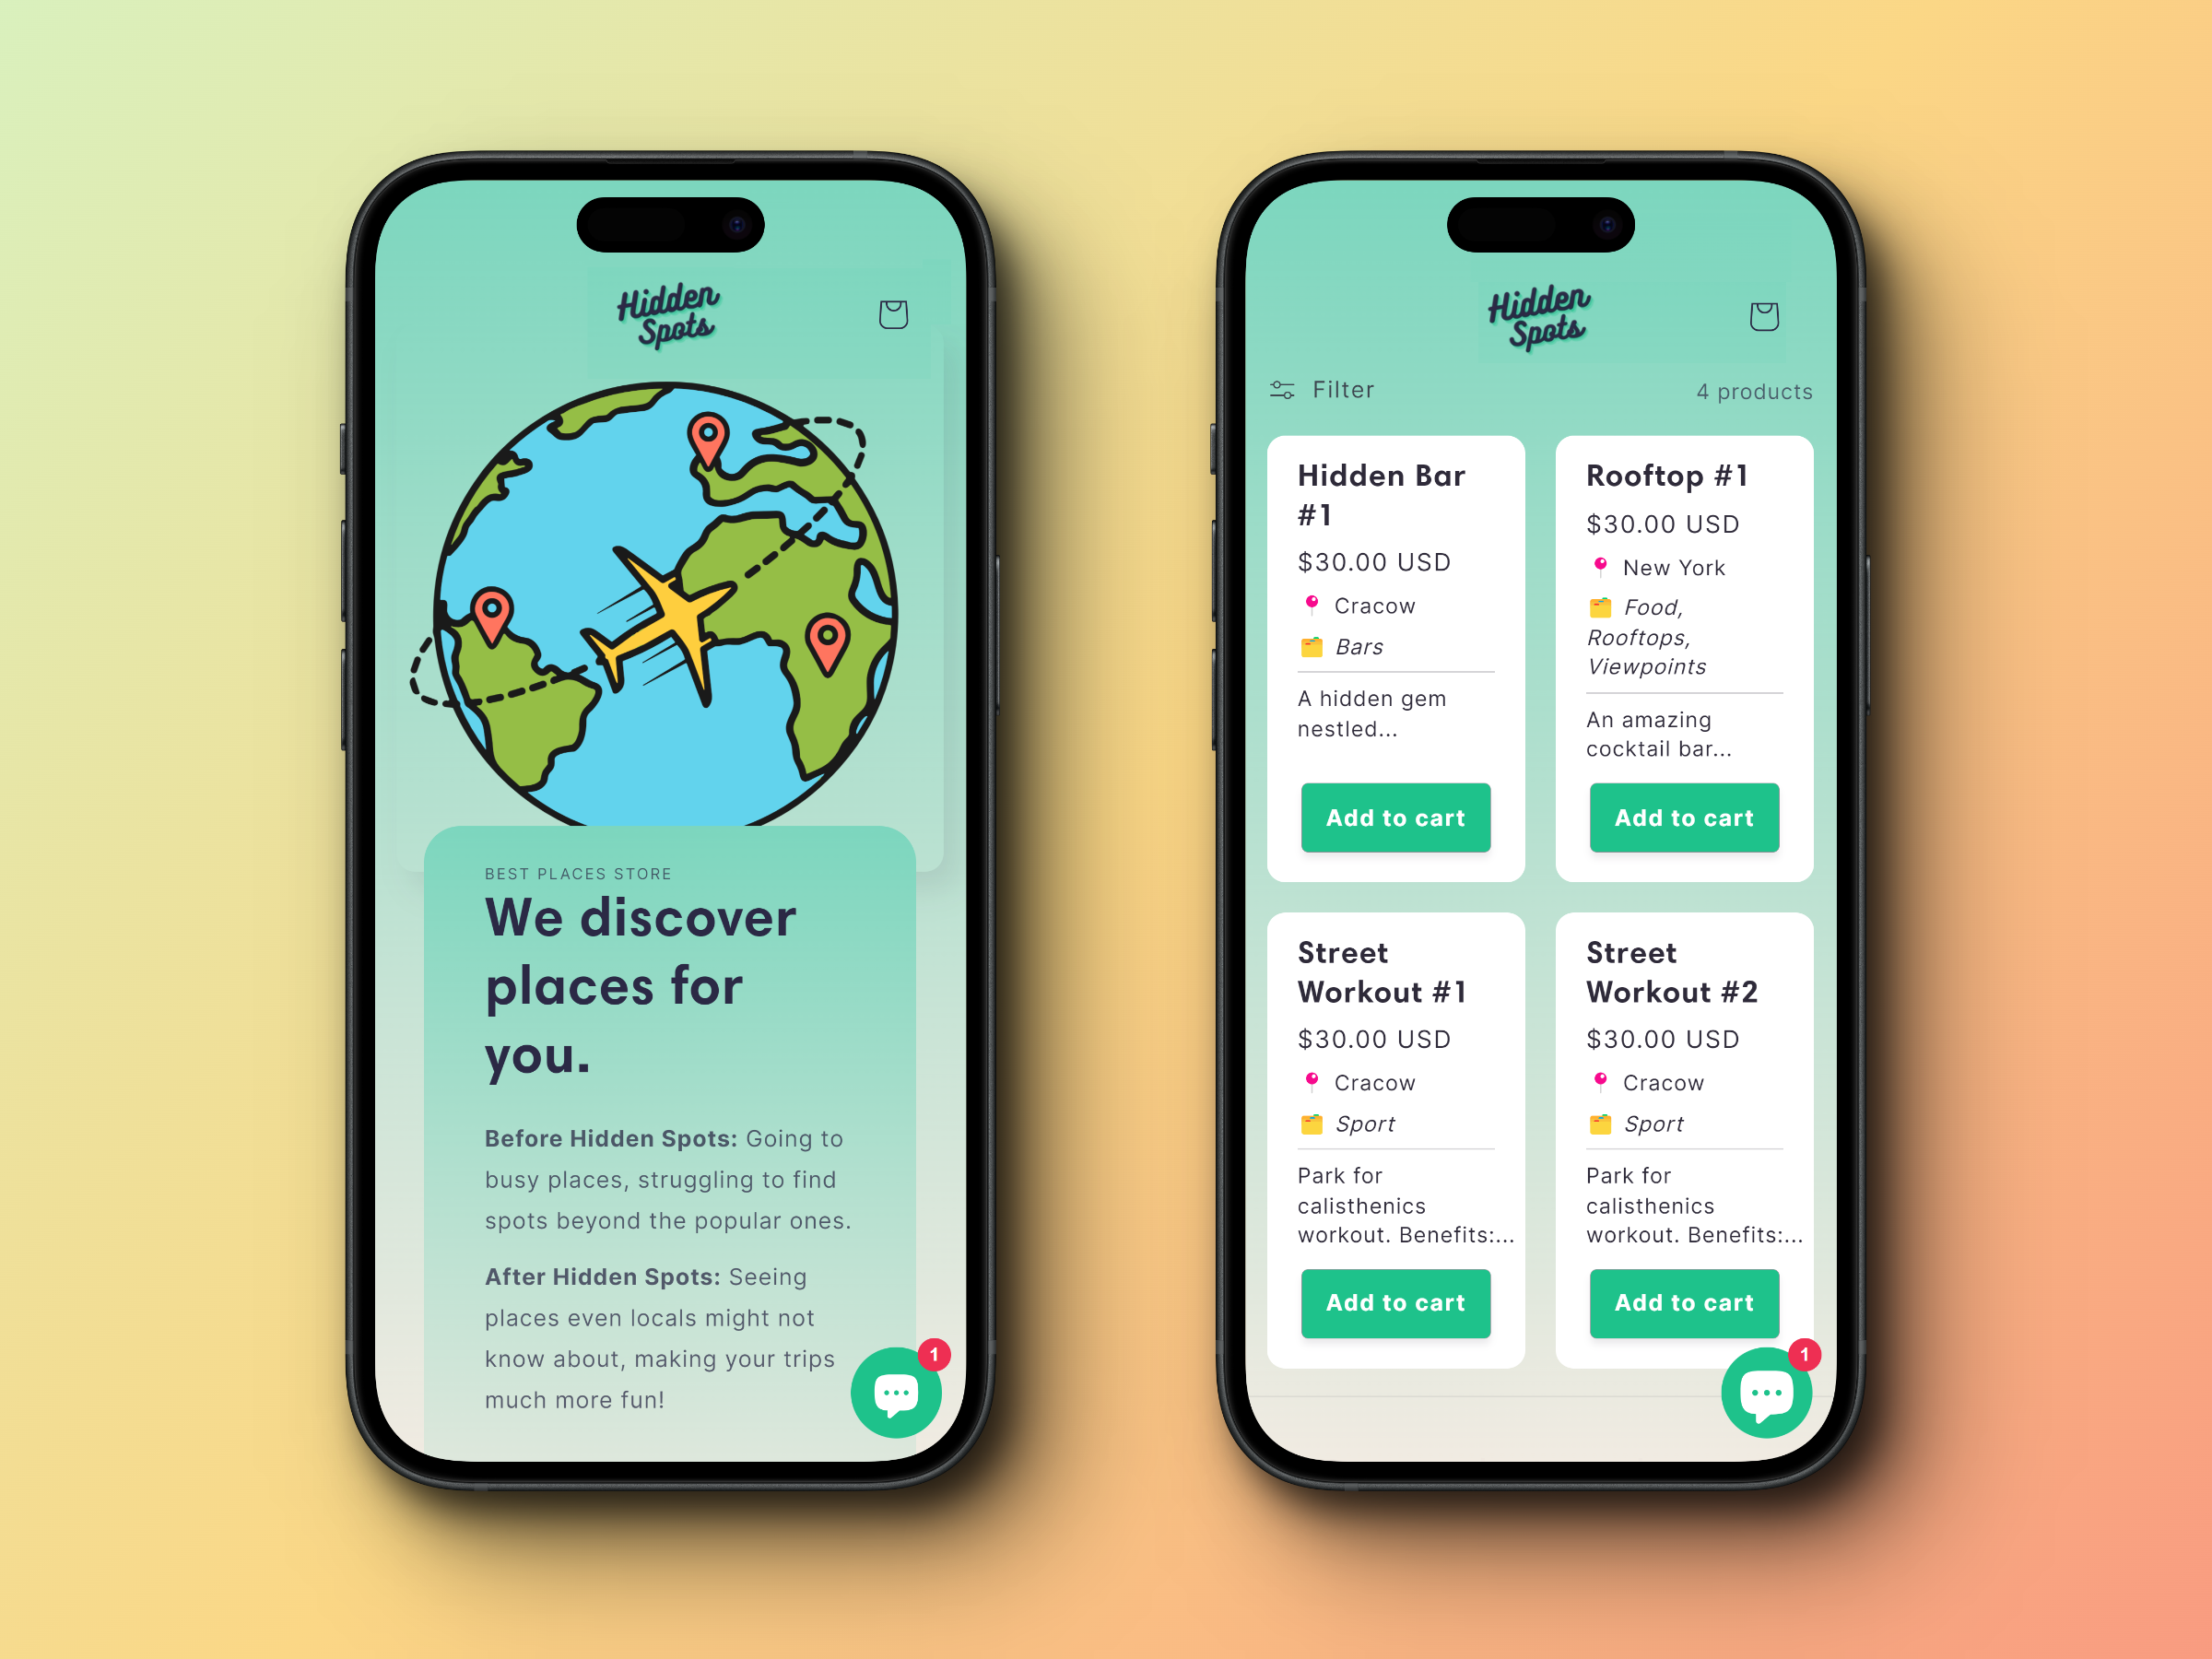 Hidden
Spots
BEST PLACES STORE
We discover
places for
you.
Before Hidden Spots: Going to
busy places, struggling to find
spots beyond the popular ones.
After Hidden Spots: Seeing
places even locals might not
know about, making your trips
much more fun!
1
Hidden
Spots
Filter
4 products
Hidden Bar
#1
$30.00 USD
Cracow
Bars
A hidden gem
nestled...
Add to cart
Rooftop #1
$30.00 USD
New York
Food,
Rooftops,
Viewpoints
An amazing
cocktail bar...
Add to cart
Street
Workout #1
$30.00 USD
Cracow
Sport
Park for
calisthenics
workout. Benefits:...
Add to cart
Street
Workout #2
$30.00 USD
Cracow
Sport
Park for
calisthenics
workout. Benefits:...
Add to cart
1